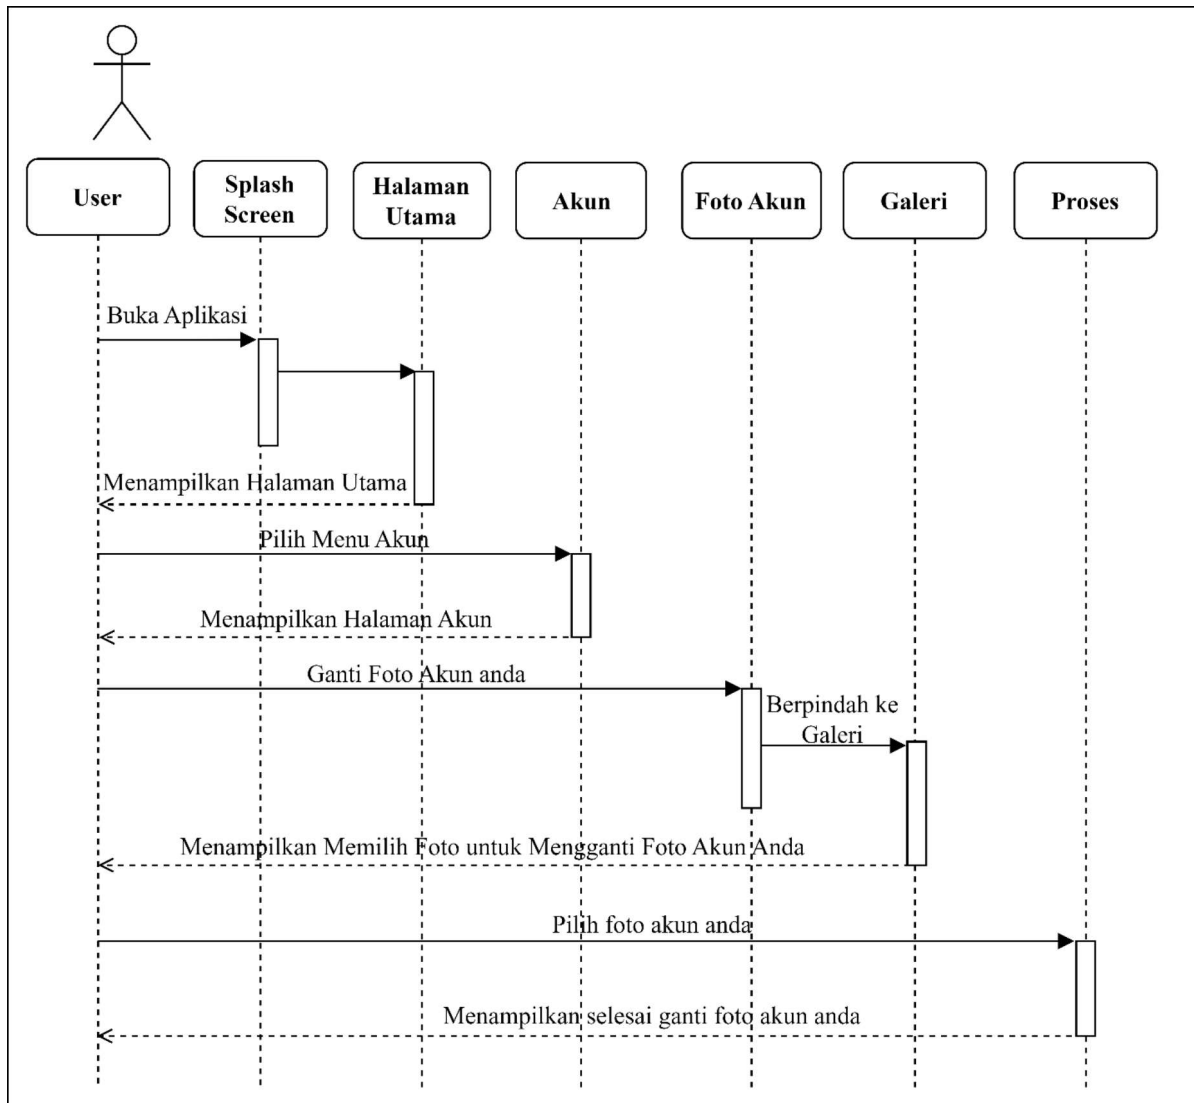 User
Splash
Screen
Halaman
Utama
Akun
Foto Akun
Galeri
Proses
Buka Aplikasi
Menampilkan Halaman Utama
Pilih Menu Akun
Menampilkan Halaman Akun
Ganti Foto Akun anda
Berpindah ke
Galeri
Menampilkan Memilih Foto untuk Mengganti Foto Akun Anda
Pilih foto akun anda
Menampilkan selesai ganti foto akun anda